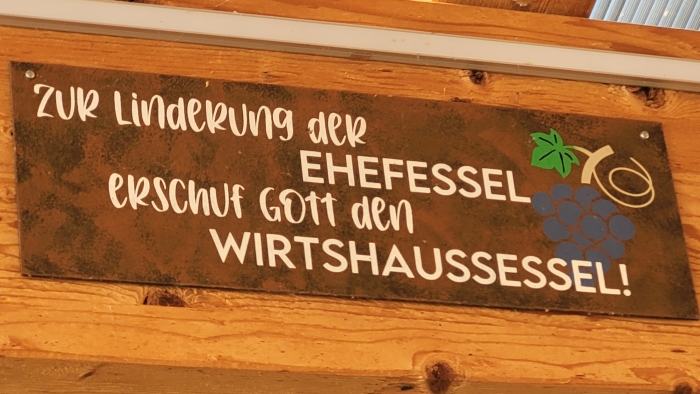 ZUR LINDERUNG DER
EHEFESSEL
ERSCHUF GOTT DEN
WIRTSHAUSSESSEL!